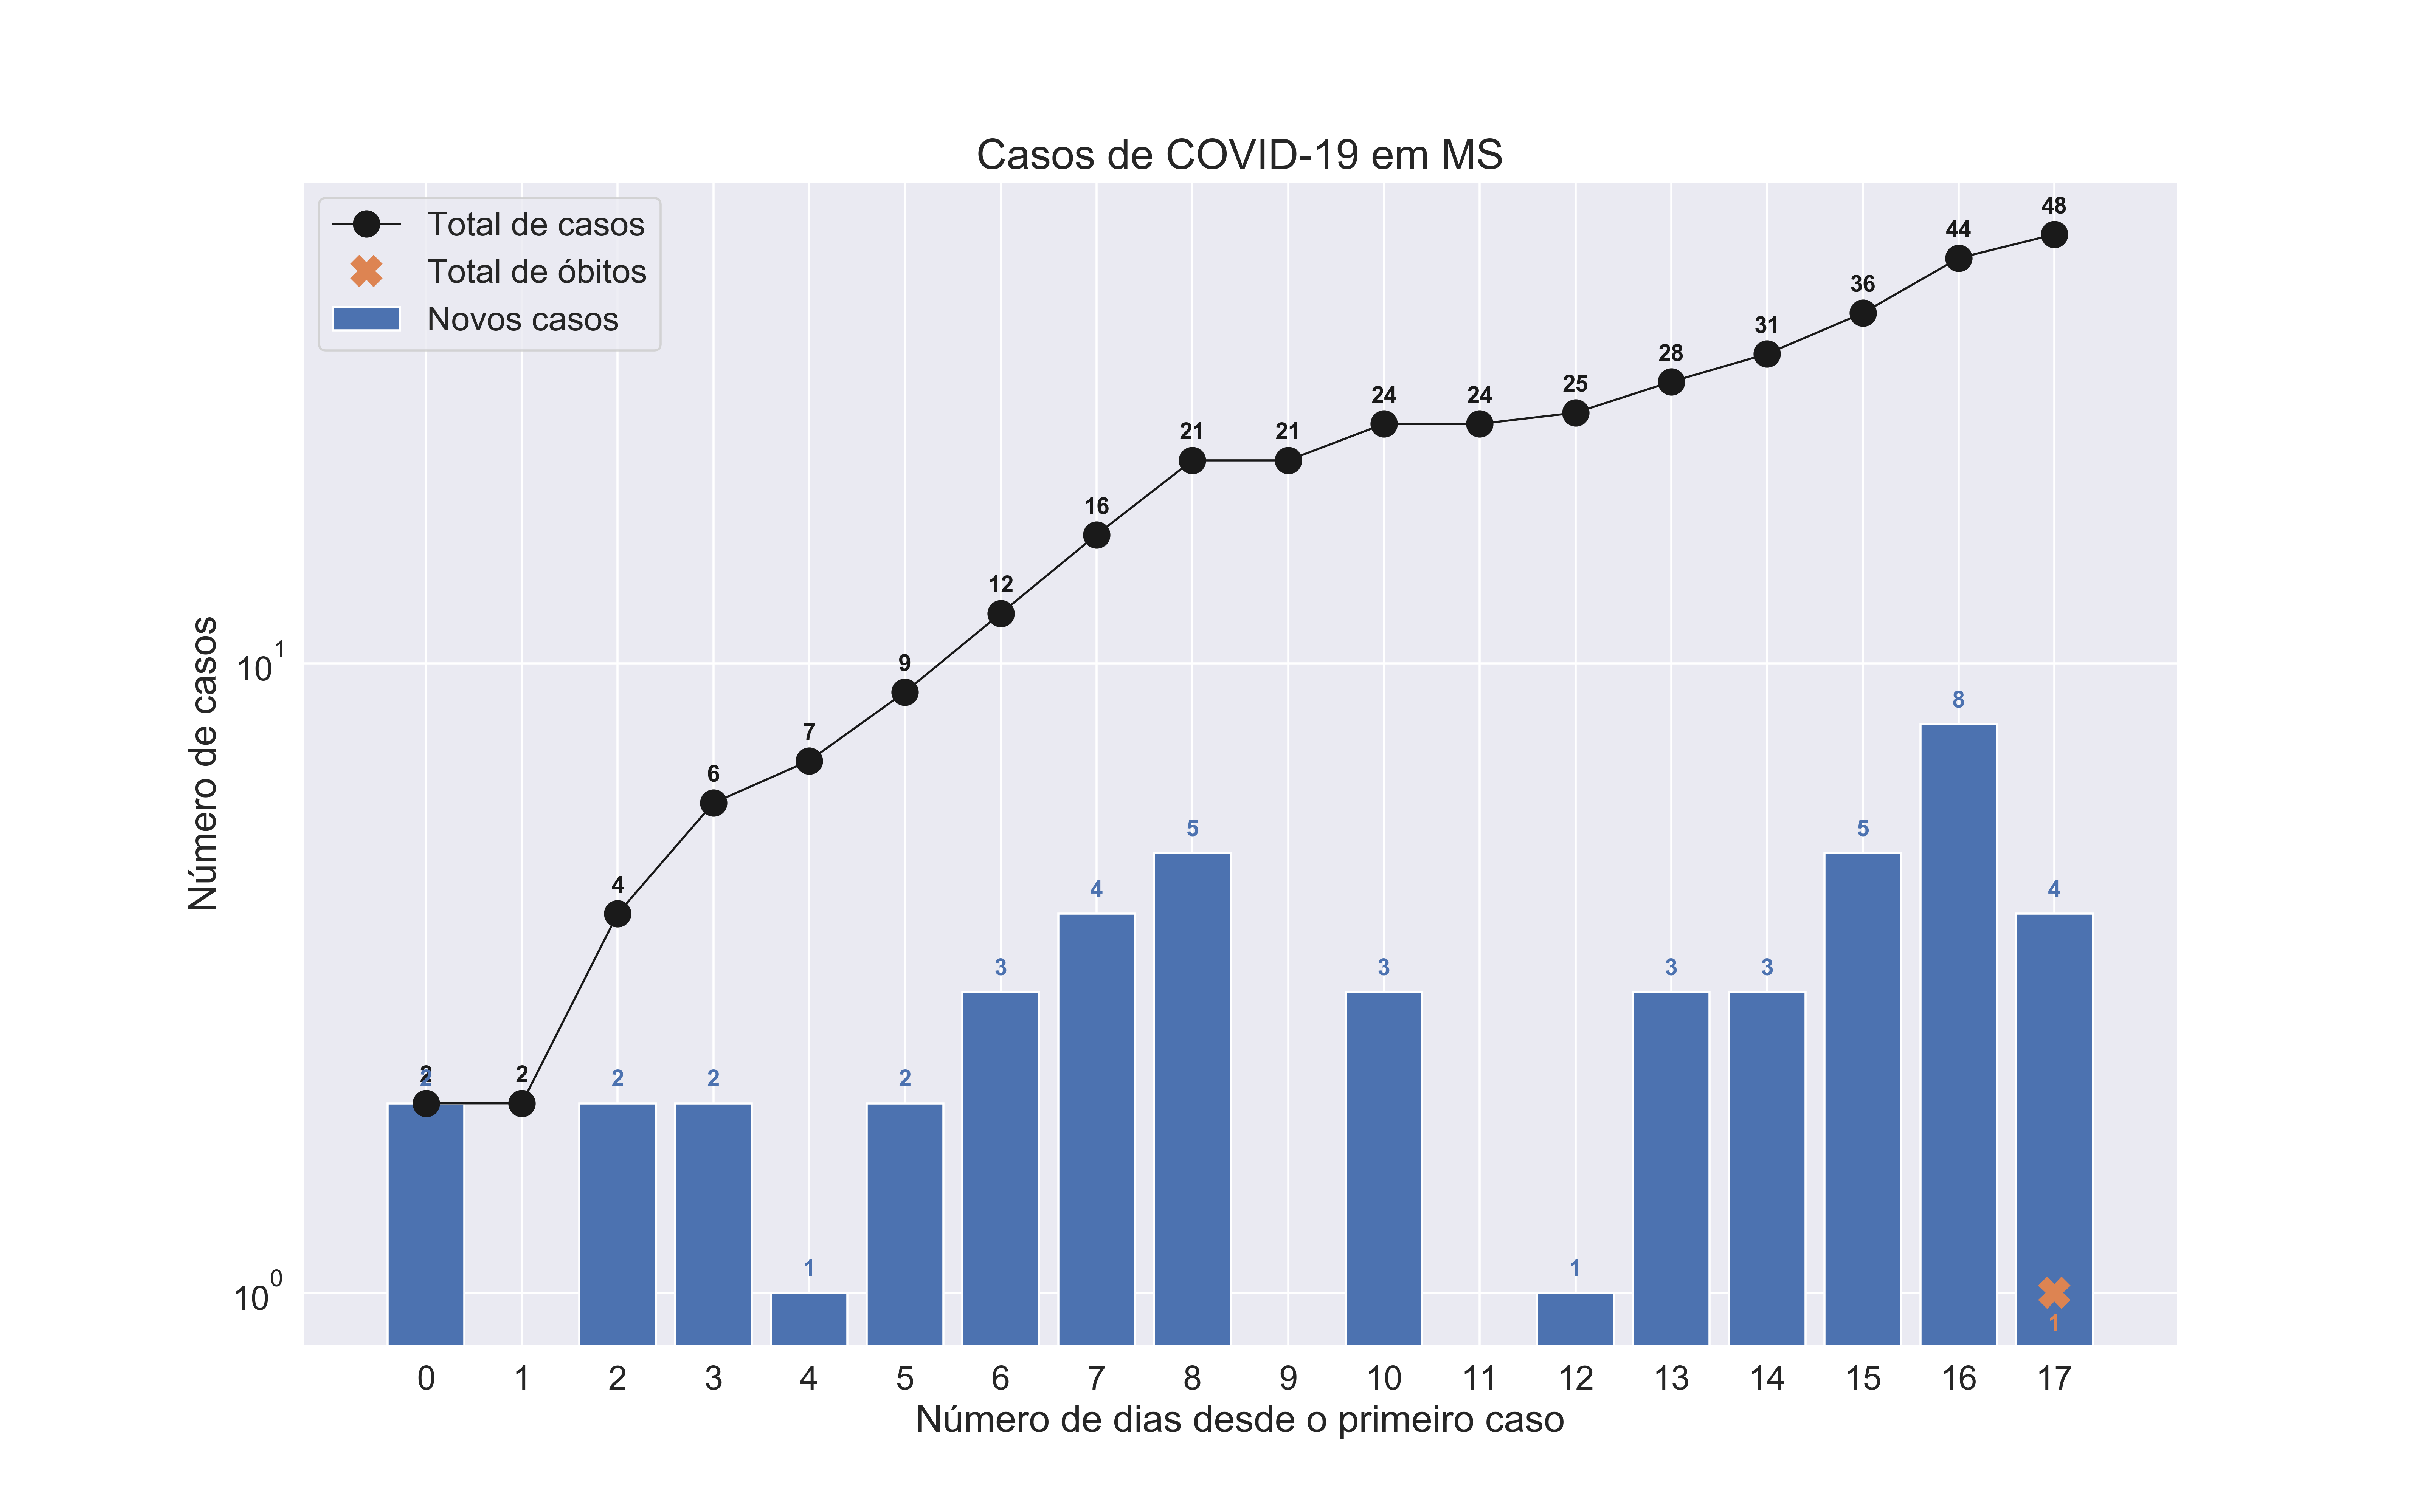 Casos de COVID-19 em MS
Total de casos
Total de óbitos
Novos casos
Número de casos
10^1
10^0
2 2 4 6 7 9 12 16 21 21 24 24 25 28 31 36 44 48
2 2 2 1 2 3 4 5 3 1 3 3 5 8 4
1
0 1 2 3 4 5 6 7 8 9 10 11 12 13 14 15 16 17
Número de dias desde o primeiro caso